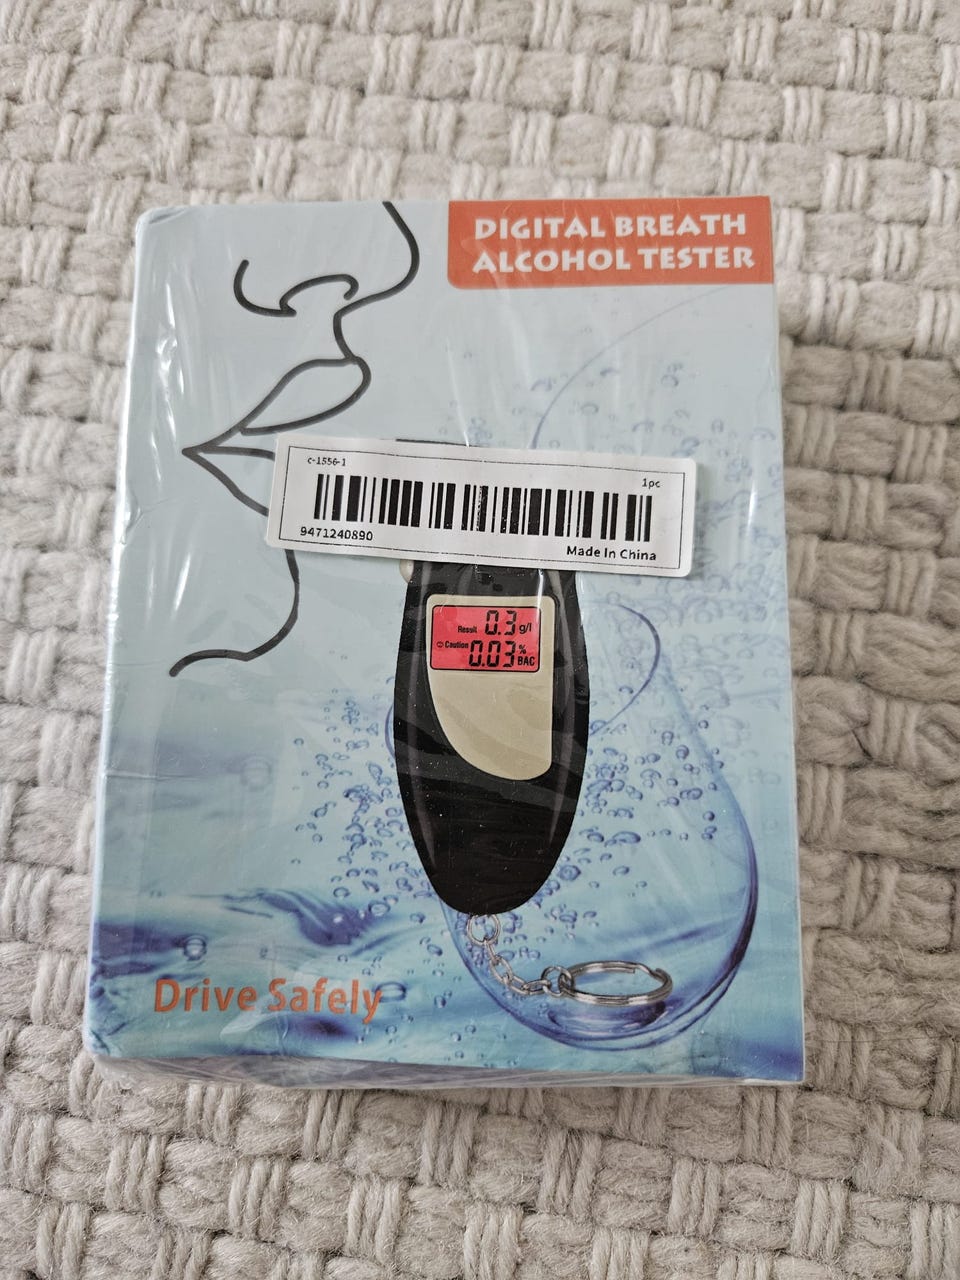 DIGITAL BREATH
ALCOHOL TESTER
c-1556-1
1pc
9471240890
Made In China
Result 0.3 g/l
Caution 0.03 % BAC
Drive Safely